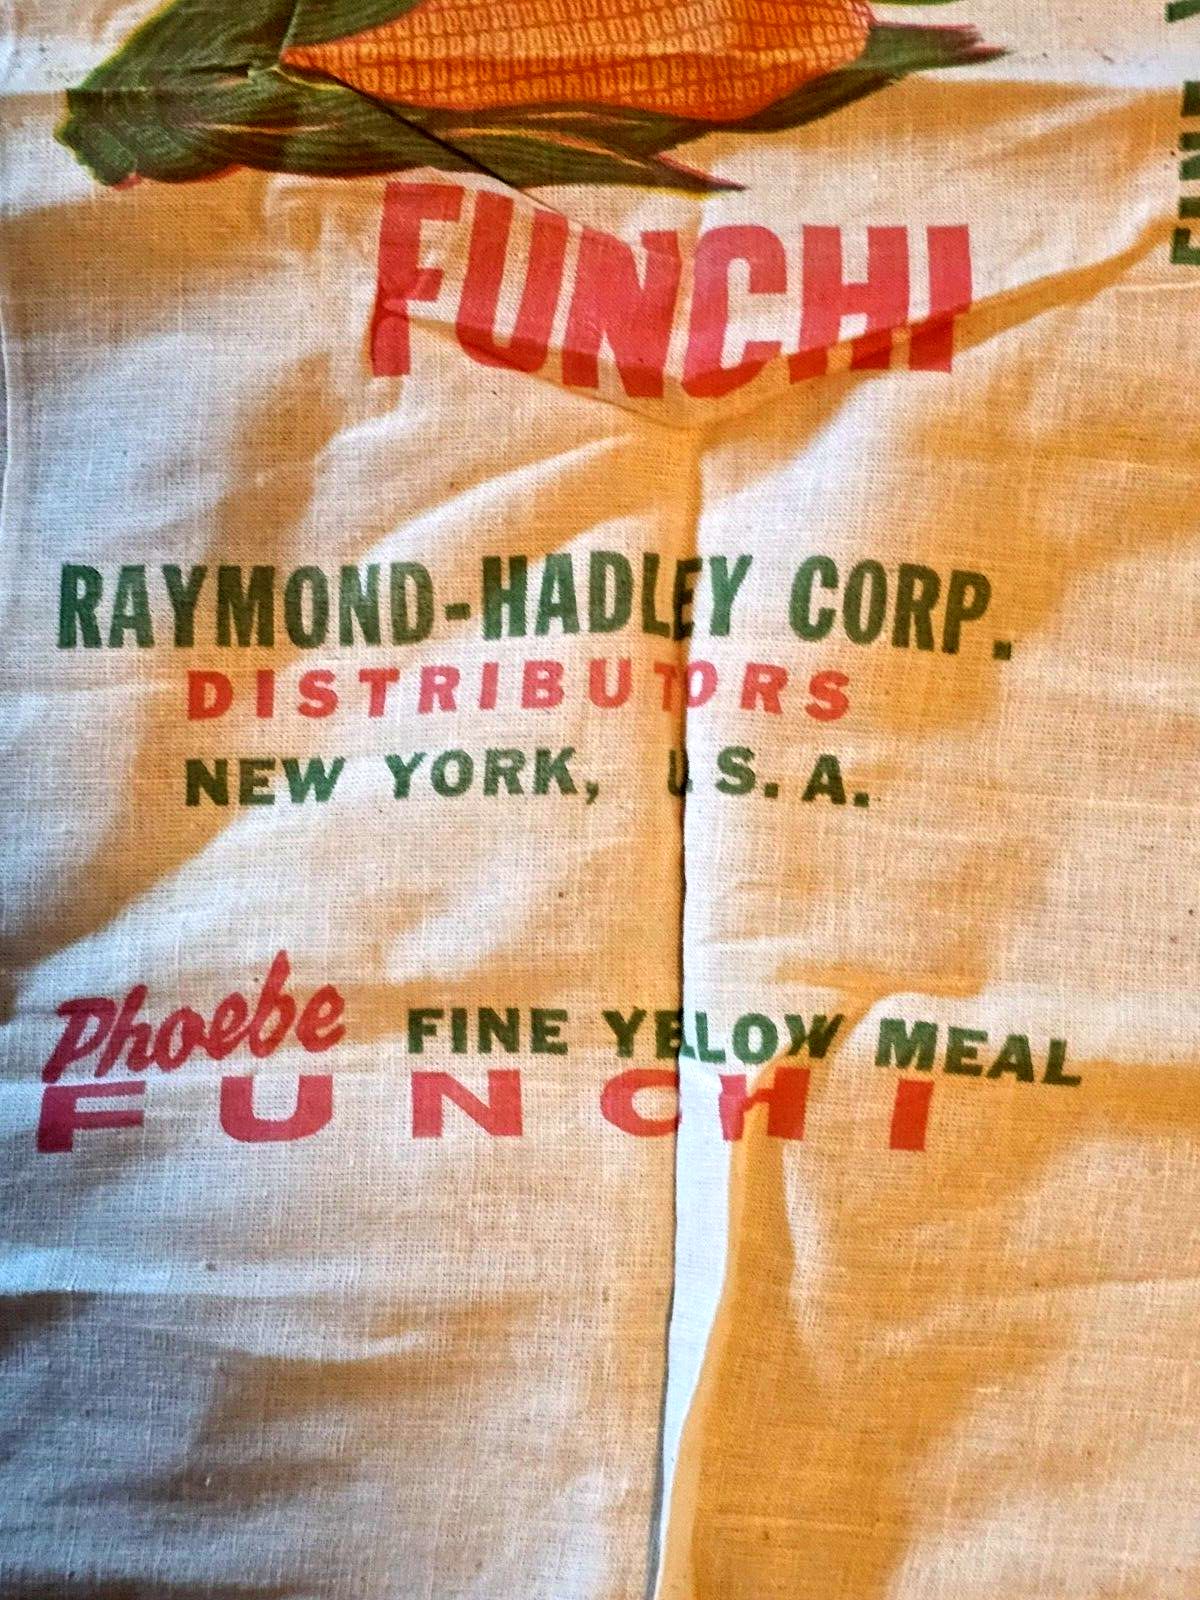 FUNCHI
RAYMOND-HADLEY CORP.
DISTRIBUTORS
NEW YORK, U.S.A.
Phoebe FINE YELLOW MEAL
FUNCHI